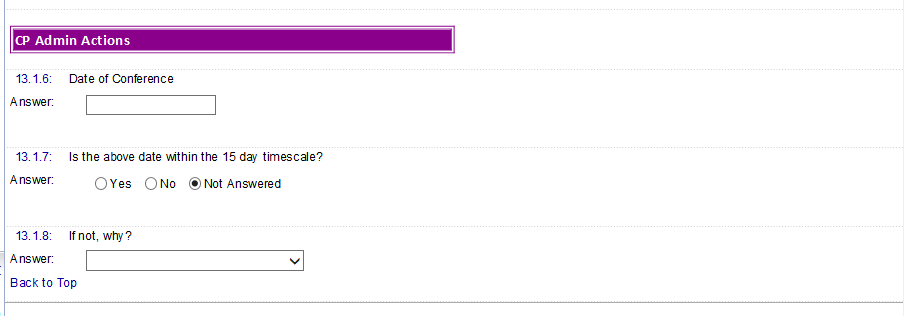 CP Admin Actions
13.1.6: Date of Conference
Answer:
13.1.7: Is the above date within the 15 day timescale?
Answer: Yes No Not Answered
13.1.8: If not, why?
Answer:
Back to Top